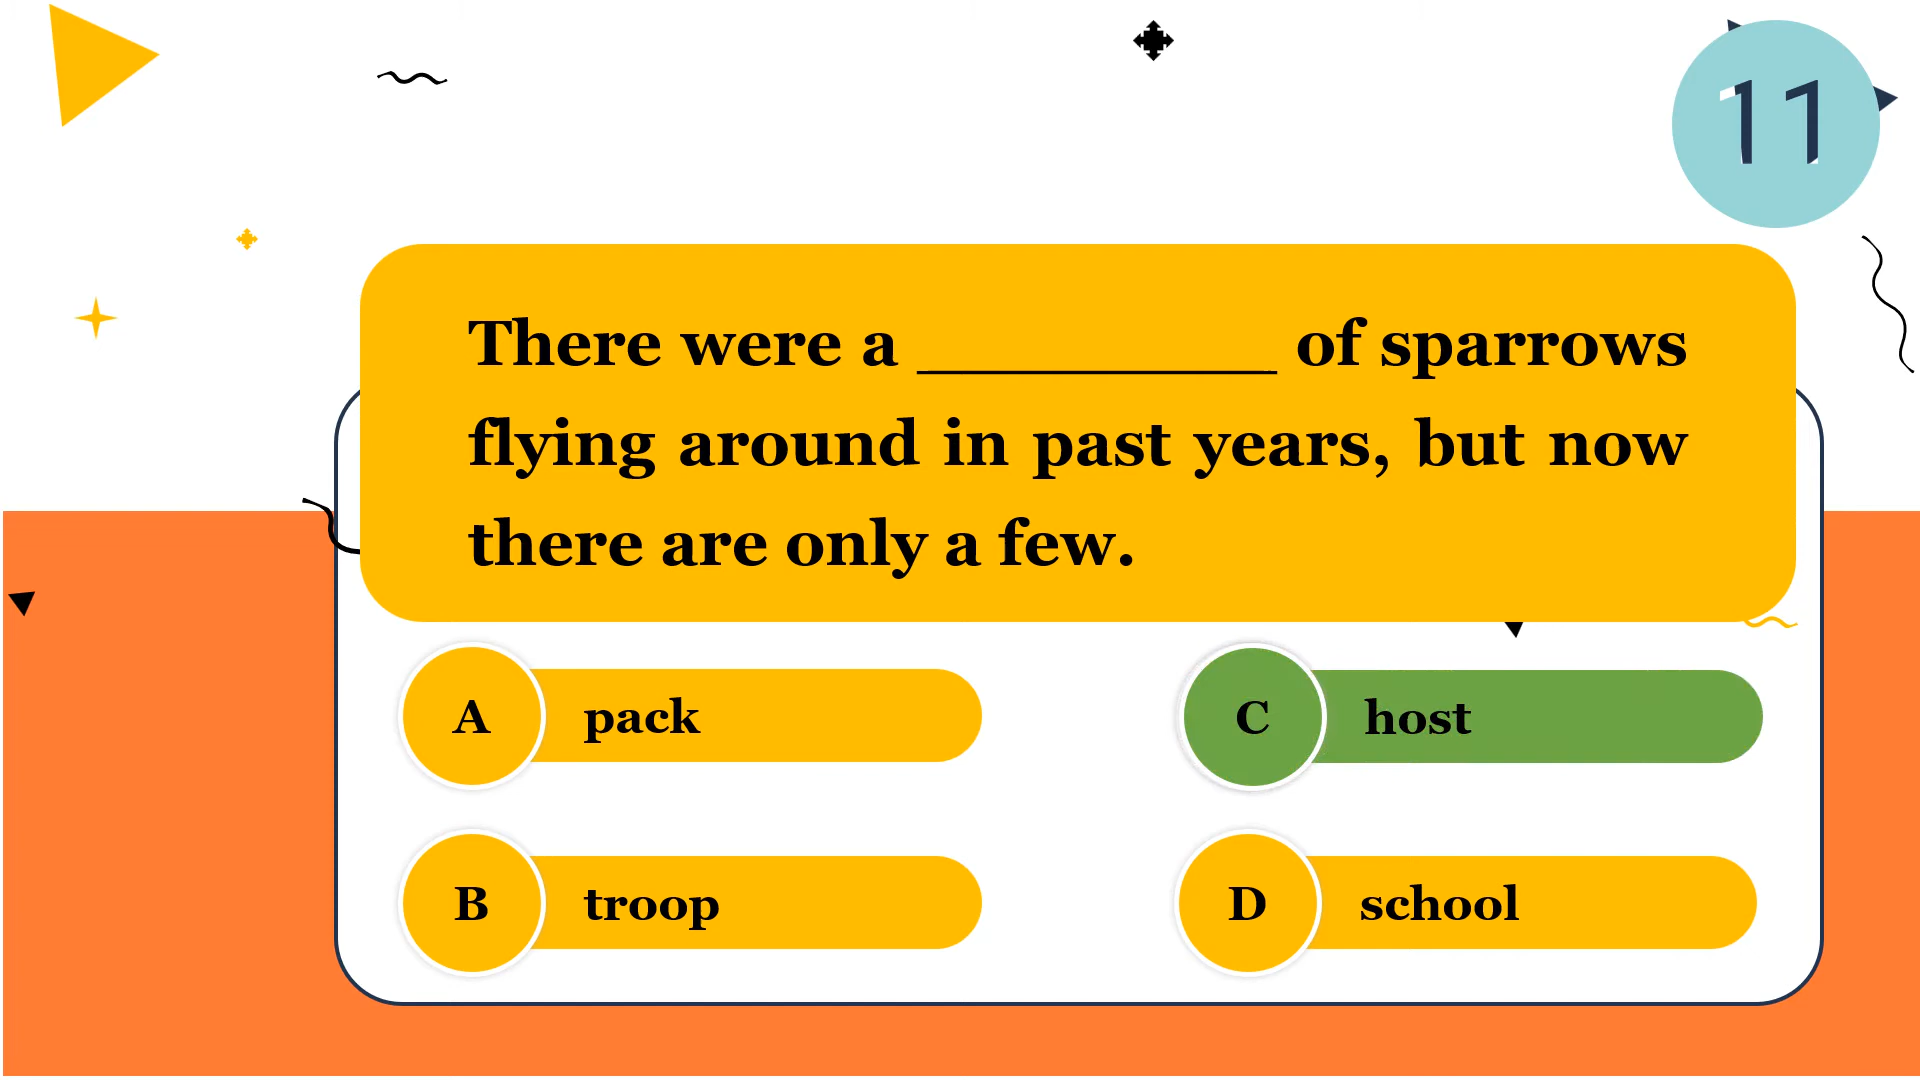 11
There were a ____________ of sparrows
flying around in past years, but now
there are only a few.
A pack
C host
B troop
D school